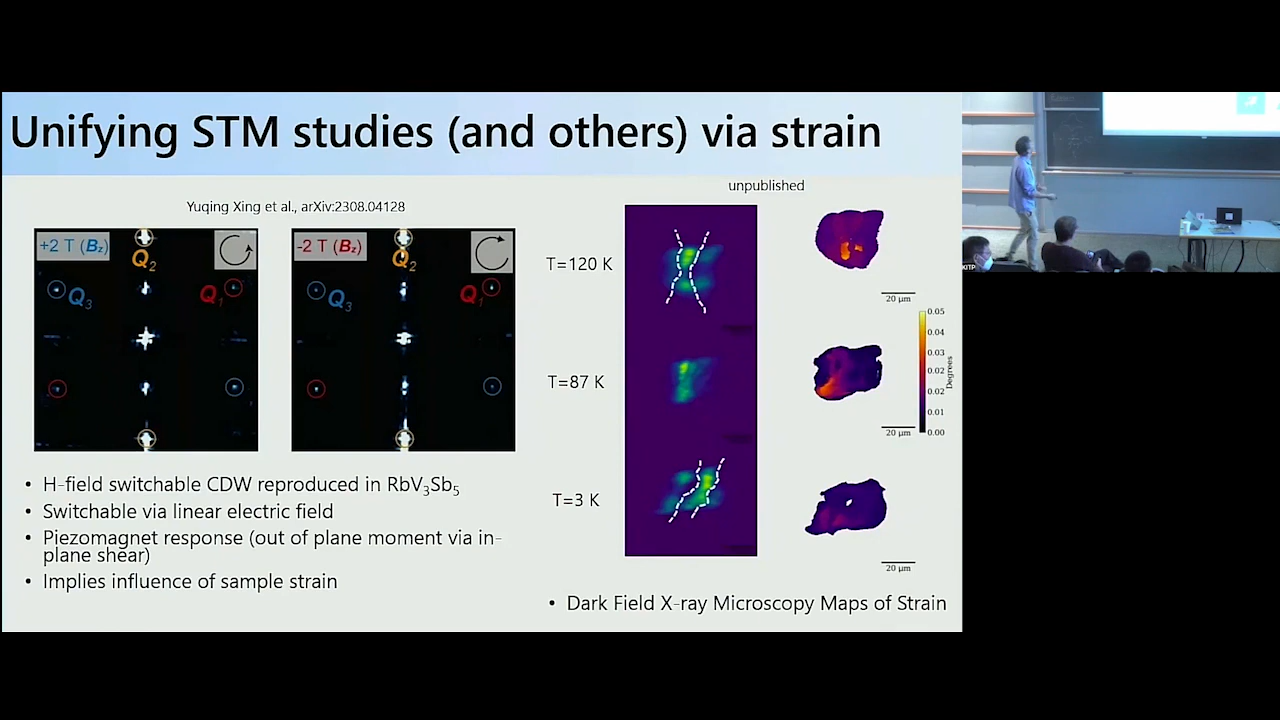 Unifying STM studies (and others) via strain
unpublished
Yuqing Xing et al., arXiv:2308.04128
+2 T (Bz)
Q2
Q3
Q1
-2 T (Bz)
Q2
Q3
Q1
• H-field switchable CDW reproduced in RbV3Sb5
• Switchable via linear electric field
• Piezomagnet response (out of plane moment via in-
plane shear)
• Implies influence of sample strain
T=120 K
T=87 K
T=3 K
20 μm
20 μm
20 μm
0.05
0.04
0.03
0.02
0.02
0.01
0.00
Degrees
• Dark Field X-ray Microscopy Maps of Strain
KITP